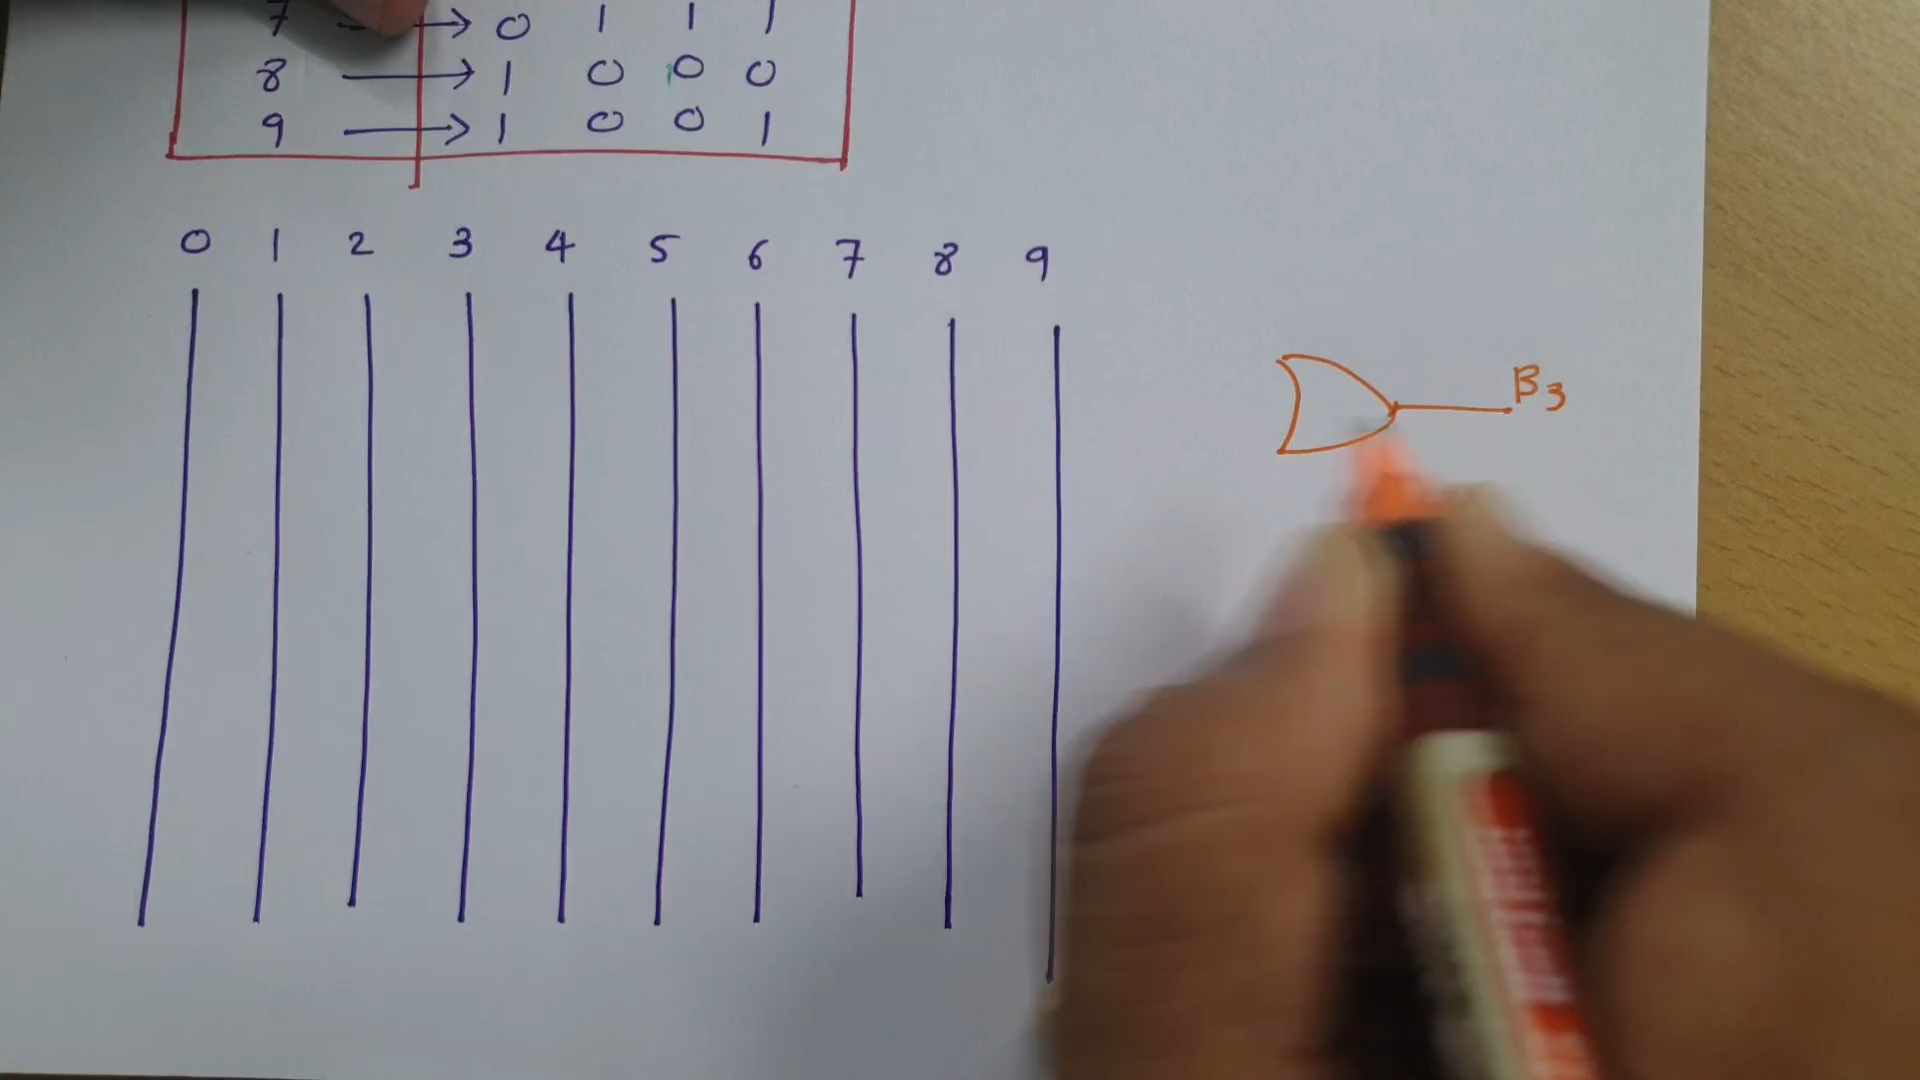 7 → 0 1 1 1
8 → 1 0 0 0
9 → 1 0 0 1
0 1 2 3 4 5 6 7 8 9
B3